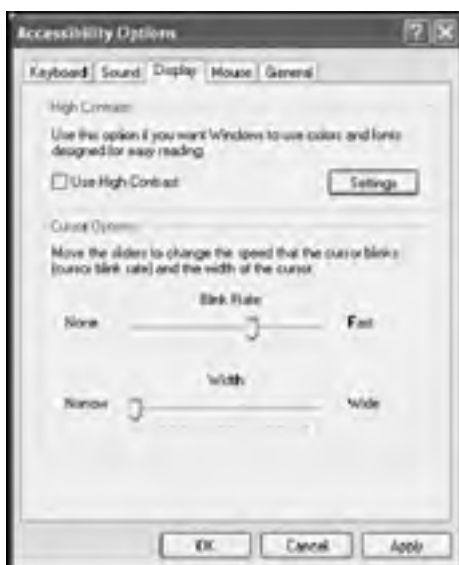 Accessibility Options
Keyboard Sound Display Mouse General
High Contrast
Use this option if you want Windows to use colors and fonts
designed for easy reading.
Use High Contrast Settings
Cursor Options
Move the sliders to change the speed that the cursor blinks
(cursor blink rate) and the width of the cursor.
Blink Rate
None Fast
Width
Narrow Wide
OK Cancel Apply